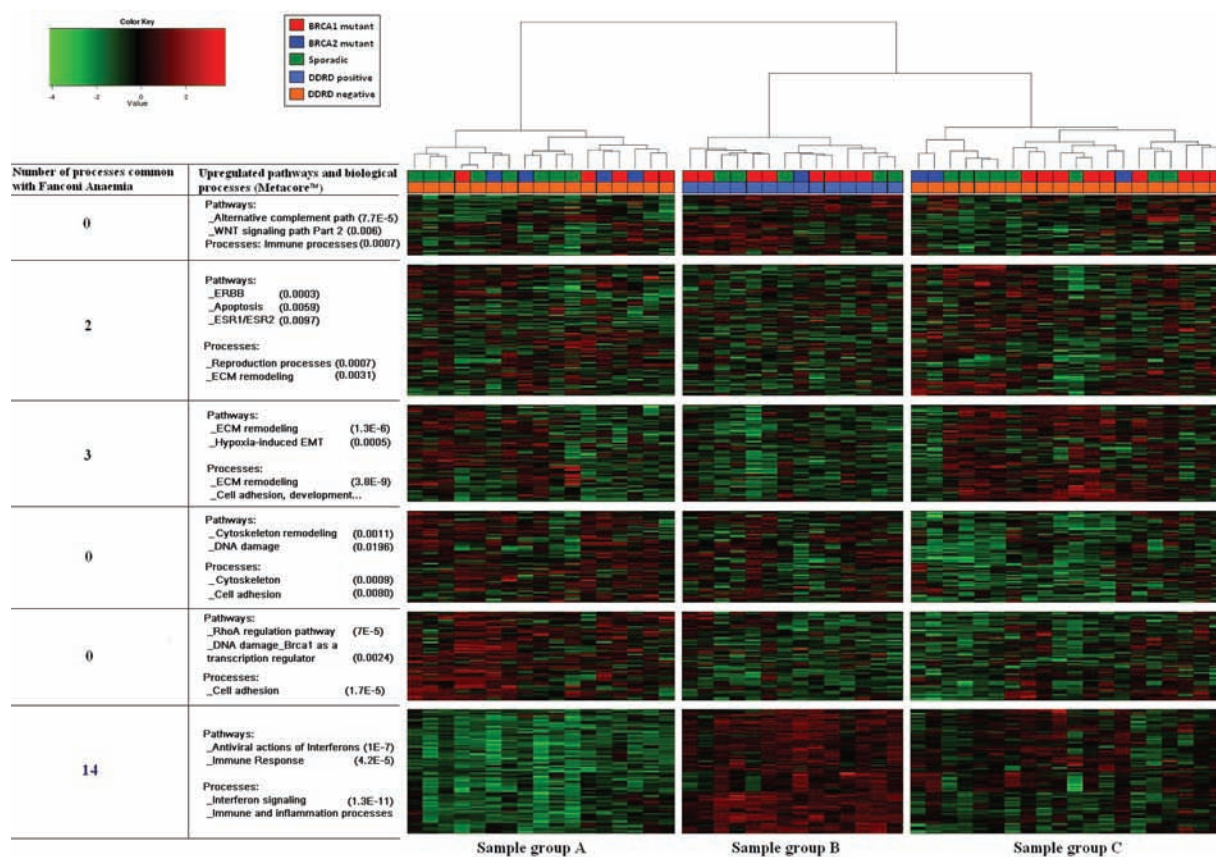 Color Key
-4 -2 0 2
Value
BRCA1 mutant
BRCA2 mutant
Sporadic
DDRD positive
DDRD negative
Number of processes common
with Fanconi Anaemia
Upregulated pathways and biological
processes (Metacore™)
0
Pathways:
_Alternative complement path (7.7E-5)
_WNT signaling path Part 2 (0.006)
Processes: Immune processes (0.0007)
2
Pathways:
_ERBB (0.0003)
_Apoptosis (0.0059)
_ESR1/ESR2 (0.0097)
Processes:
_Reproduction processes (0.0007)
_ECM remodeling (0.0031)
3
Pathways:
_ECM remodeling (1.3E-6)
_Hypoxia-induced EMT (0.0005)
Processes:
_ECM remodeling (3.8E-9)
_Cell adhesion, development...
0
Pathways:
_Cytoskeleton remodeling (0.0011)
_DNA damage (0.0196)
Processes:
_Cytoskeleton (0.0009)
_Cell adhesion (0.0080)
0
Pathways:
_RhoA regulation pathway (7E-5)
_DNA damage_Brca1 as a
transcription regulator (0.0024)
Processes:
_Cell adhesion (1.7E-5)
14
Pathways:
_Antiviral actions of Interferons (1E-7)
_Immune Response (4.2E-5)
Processes:
_Interferon signaling (1.3E-11)
_Immune and inflammation processes
Sample group A
Sample group B
Sample group C